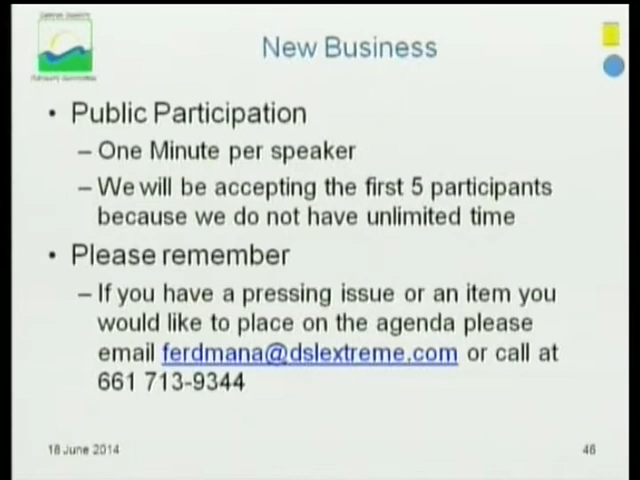 New Business
• Public Participation
– One Minute per speaker
– We will be accepting the first 5 participants
because we do not have unlimited time
• Please remember
– If you have a pressing issue or an item you
would like to place on the agenda please
email ferdmana@dslextreme.com or call at
661 713-9344
18 June 2014
46